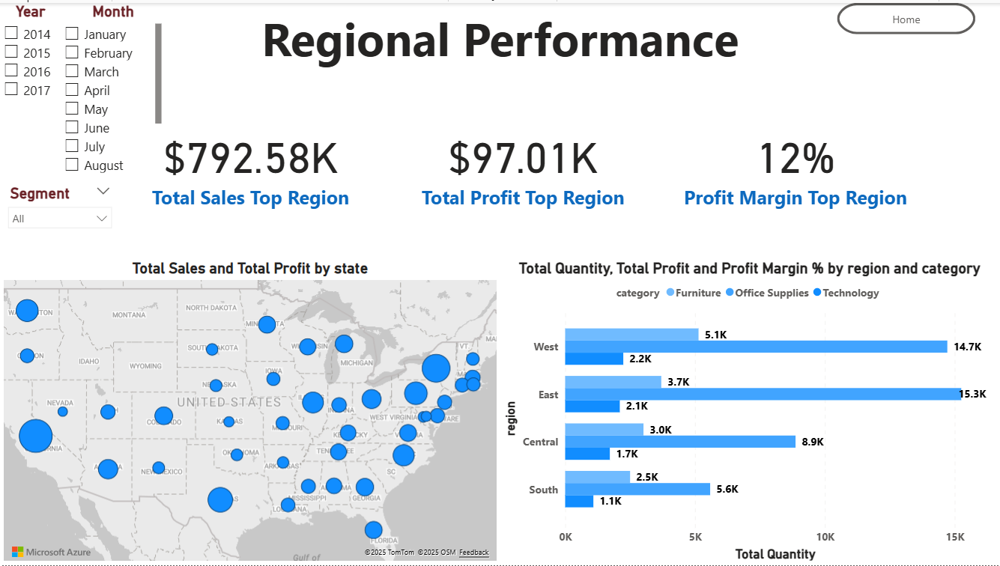 Year
Month
Home
2014
2015
2016
2017
January
February
March
April
May
June
July
August
Regional Performance
$792.58K
Total Sales Top Region
$97.01K
Total Profit Top Region
12%
Profit Margin Top Region
Segment
All
Total Sales and Total Profit by state
MONTANA
NORTH DAKOTA
IDAHO
WYOMING
MICHIGAN
VT.
IOWA
NEVADA
UNITED STATES
WEST VIRGINIA
SC
MISSISSIPPI
GEORGIA
FLORIDA
Gulf of
Microsoft Azure
©2025 TomTom ©2025 OSM Feedback
Total Quantity, Total Profit and Profit Margin % by region and category
category Furniture Office Supplies Technology
region
West
5.1K
14.7K
2.2K
East
3.7K
15.3K
2.1K
Central
3.0K
8.9K
1.7K
South
2.5K
5.6K
1.1K
0K 5K 10K 15K
Total Quantity